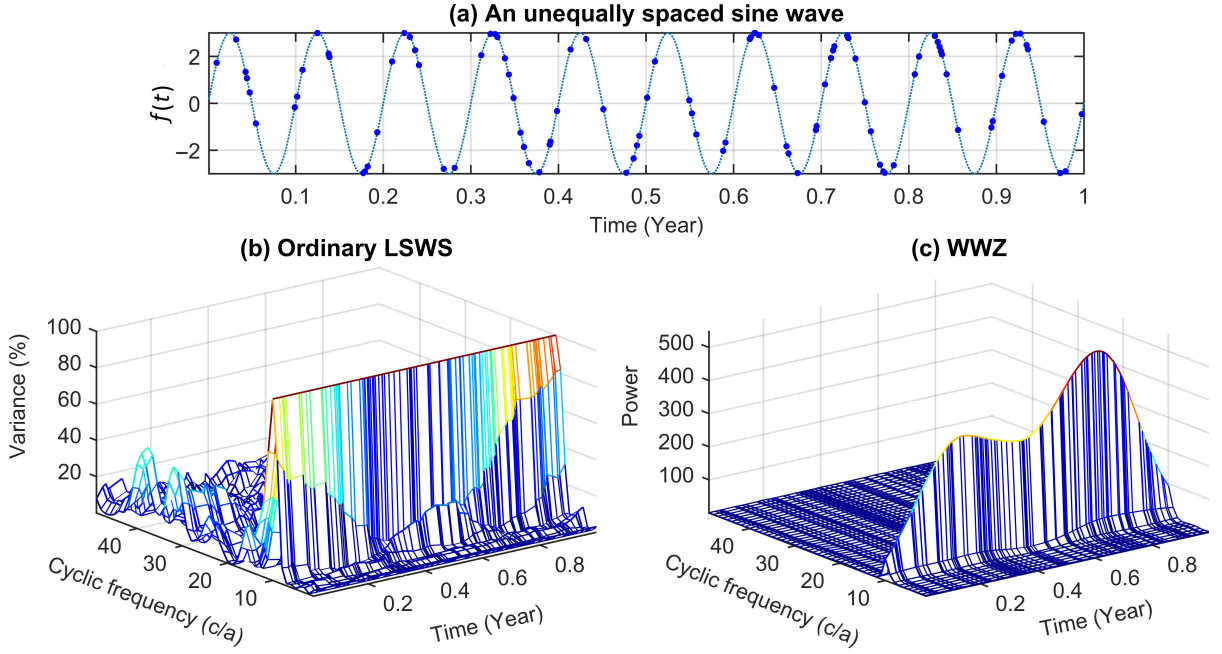 (a) An unequally spaced sine wave
2
0
−2
f(t)
0.1 0.2 0.3 0.4 0.5 0.6 0.7 0.8 0.9 1
Time (Year)
(b) Ordinary LSWS
100
80
60
40
20
Variance (%)
40 30 20 10
Cyclic frequency (c/a)
0.2 0.4 0.6 0.8
Time (Year)
(c) WWZ
500
400
300
200
100
Power
40 30 20 10
Cyclic frequency (c/a)
0.2 0.4 0.6 0.8
Time (Year)